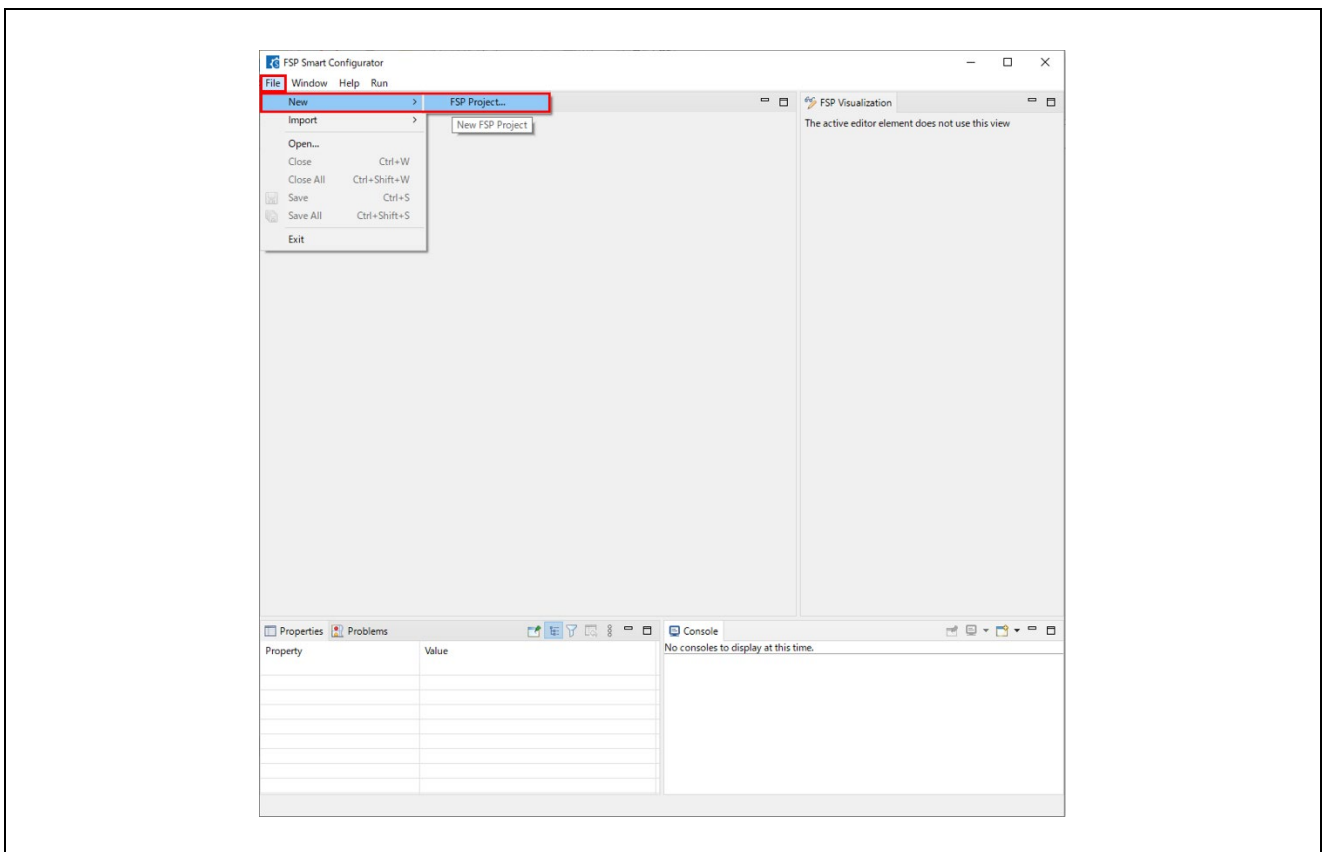 FSP Smart Configurator
File Window Help Run
New > FSP Project...
FSP Visualization
Import >
New FSP Project
The active editor element does not use this view
Open...
Close Ctrl+W
Close All Ctrl+Shift+W
Save Ctrl+S
Save All Ctrl+Shift+S
Exit
Properties Problems
Console
Property Value
No consoles to display at this time.